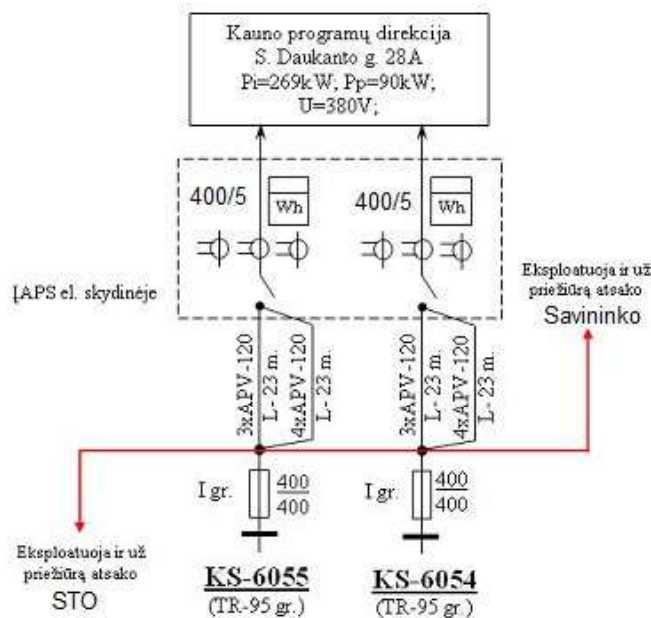 Kauno programų direkcija
S. Daukanto g. 28A
Pi=269kW; Pp=90kW;
U=380V;
400/5
Wh
400/5
Wh
ĮAPS el. skydinėje
Eksploatuoja ir už
priežiūrą atsako
Savininko
3xAPV-120
L- 23 m.
4xAPV-120
L- 23 m.
3xAPV-120
L- 23 m.
4xAPV-120
L- 23 m.
I gr.
400
400
I gr.
400
400
Eksploatuoja ir už
priežiūrą atsako
STO
KS-6055
(TR-95 gr.)
KS-6054
(TR-95 gr.)